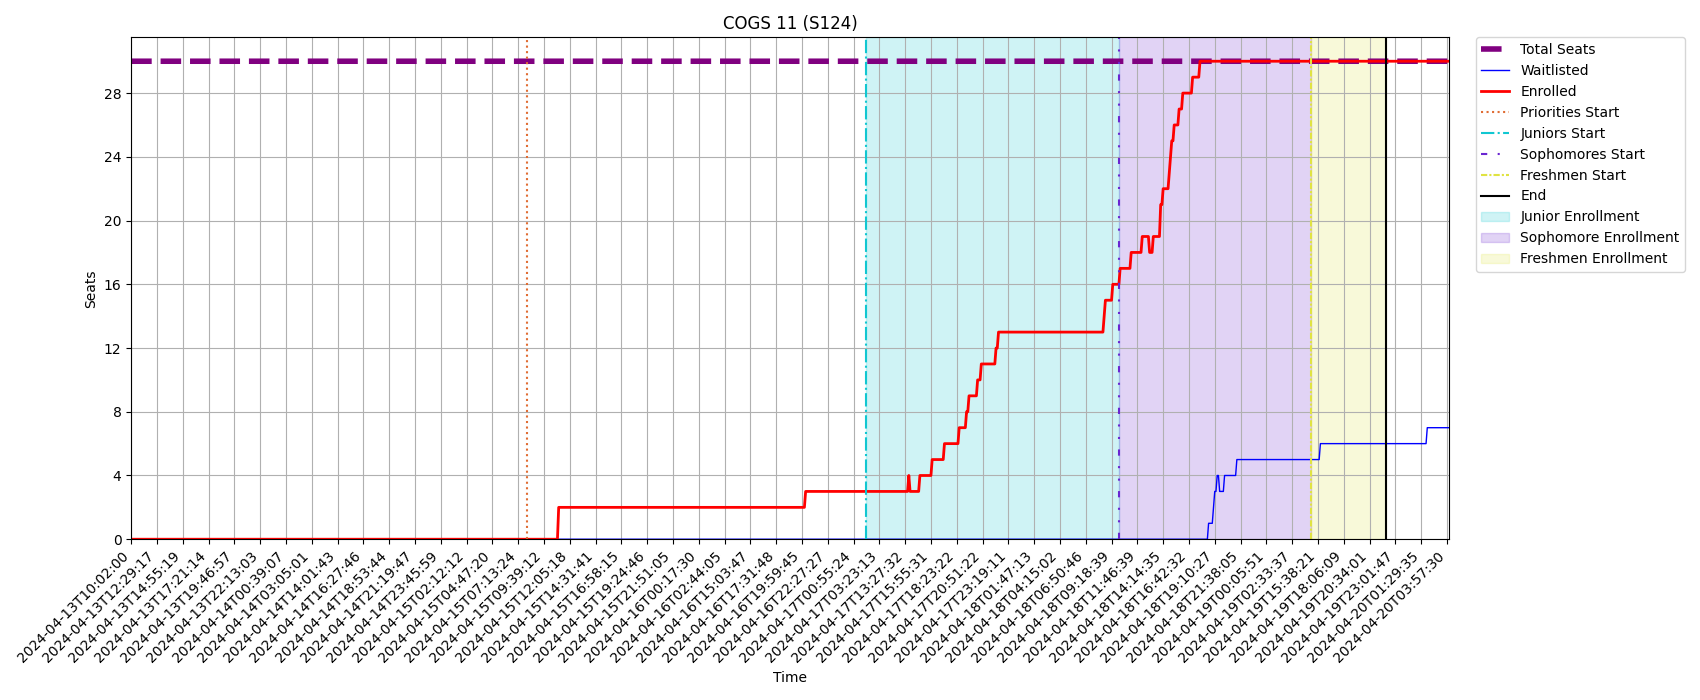 COGS 11 (S124)
Total Seats
Waitlisted
Enrolled
Priorities Start
Juniors Start
Sophomores Start
Freshmen Start
End
Junior Enrollment
Sophomore Enrollment
Freshmen Enrollment
Seats
28
24
20
16
12
8
4
0
2024-04-13T10:02:00
2024-04-13T12:29:17
2024-04-13T14:55:19
2024-04-13T17:21:14
2024-04-13T19:46:57
2024-04-13T22:13:03
2024-04-14T00:39:07
2024-04-14T03:05:01
2024-04-14T14:01:43
2024-04-14T16:27:46
2024-04-14T18:53:44
2024-04-14T21:19:47
2024-04-14T23:45:59
2024-04-15T02:12:12
2024-04-15T04:47:20
2024-04-15T07:13:24
2024-04-15T09:39:12
2024-04-15T12:05:18
2024-04-15T14:31:41
2024-04-15T16:58:15
2024-04-15T19:24:46
2024-04-15T21:51:05
2024-04-16T00:17:30
2024-04-16T02:44:05
2024-04-16T15:03:47
2024-04-16T17:31:48
2024-04-16T19:59:45
2024-04-16T22:27:27
2024-04-17T00:55:24
2024-04-17T03:23:13
2024-04-17T13:27:32
2024-04-17T15:55:31
2024-04-17T18:23:22
2024-04-17T20:51:22
2024-04-17T23:19:11
2024-04-18T01:47:13
2024-04-18T04:15:02
2024-04-18T06:50:46
2024-04-18T09:18:39
2024-04-18T11:46:39
2024-04-18T14:14:35
2024-04-18T16:42:32
2024-04-18T19:10:27
2024-04-18T21:38:05
2024-04-19T00:05:51
2024-04-19T02:33:37
2024-04-19T15:38:21
2024-04-19T18:06:09
2024-04-19T20:34:01
2024-04-19T23:01:47
2024-04-20T01:29:35
2024-04-20T03:57:30
Time